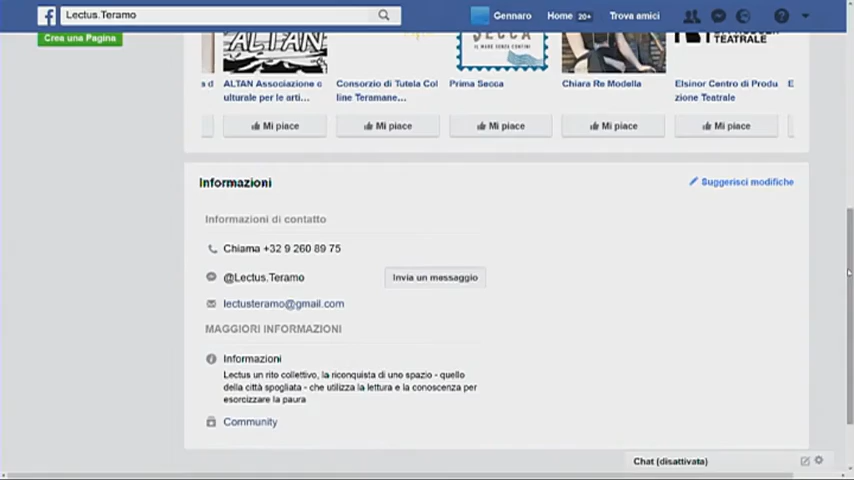 Lectus.Teramo
Gennaro Home 20+ Trova amici
Crea una Pagina
ALTAN
SECCA
IL MARE SENZA CONFINI
TEATRALE
ALTAN Associazione c
ulturale per le arti...
Consorzio di Tutela Col
line Teramane...
Prima Secca
Chiara Re Modella
Elsinor Centro di Produ
zione Teatrale
Mi piace Mi piace Mi piace Mi piace Mi piace
Informazioni
Suggerisci modifiche
Informazioni di contatto
Chiama +32 9 260 89 75
@Lectus.Teramo
Invia un messaggio
lectusteramo@gmail.com
MAGGIORI INFORMAZIONI
Informazioni
Lectus un rito collettivo, la riconquista di uno spazio - quello
della città spogliata - che utilizza la lettura e la conoscenza per
esorcizzare la paura
Community
Chat (disattivata)